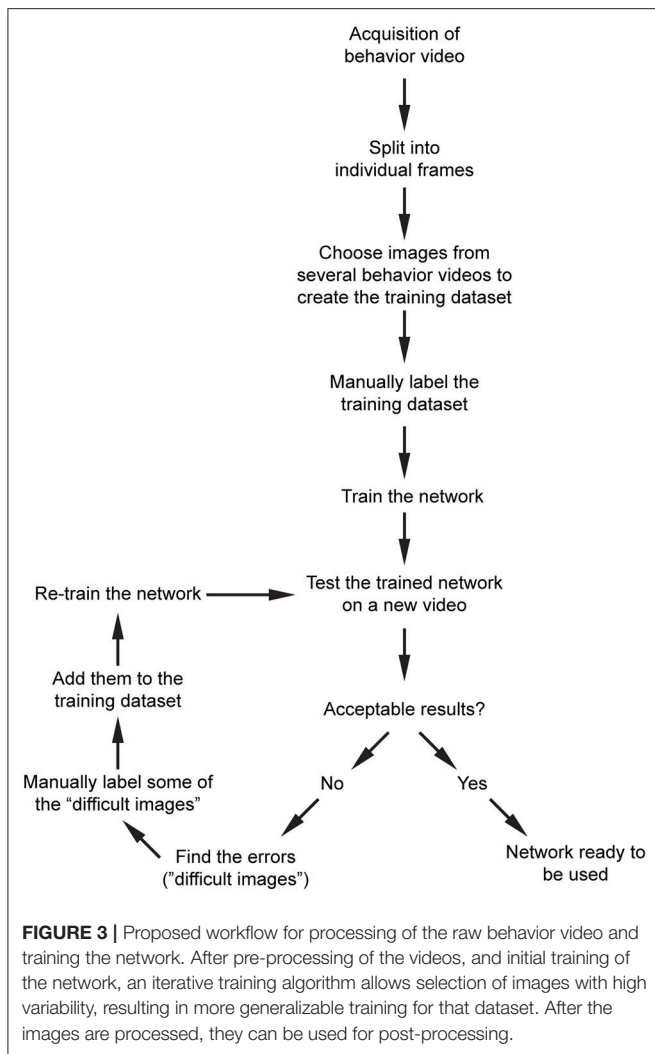 Acquisition of
behavior video
Split into
individual frames
Choose images from
several behavior videos to
create the training dataset
Manually label the
training dataset
Train the network
Test the trained network
on a new video
Acceptable results?
No
Yes
Find the errors
(”difficult images”)
Manually label some of
the “difficult images”
Add them to the
training dataset
Re-train the network
Network ready to
be used
FIGURE 3 | Proposed workflow for processing of the raw behavior video and
training the network. After pre-processing of the videos, and initial training of
the network, an iterative training algorithm allows selection of images with high
variability, resulting in more generalizable training for that dataset. After the
images are processed, they can be used for post-processing.